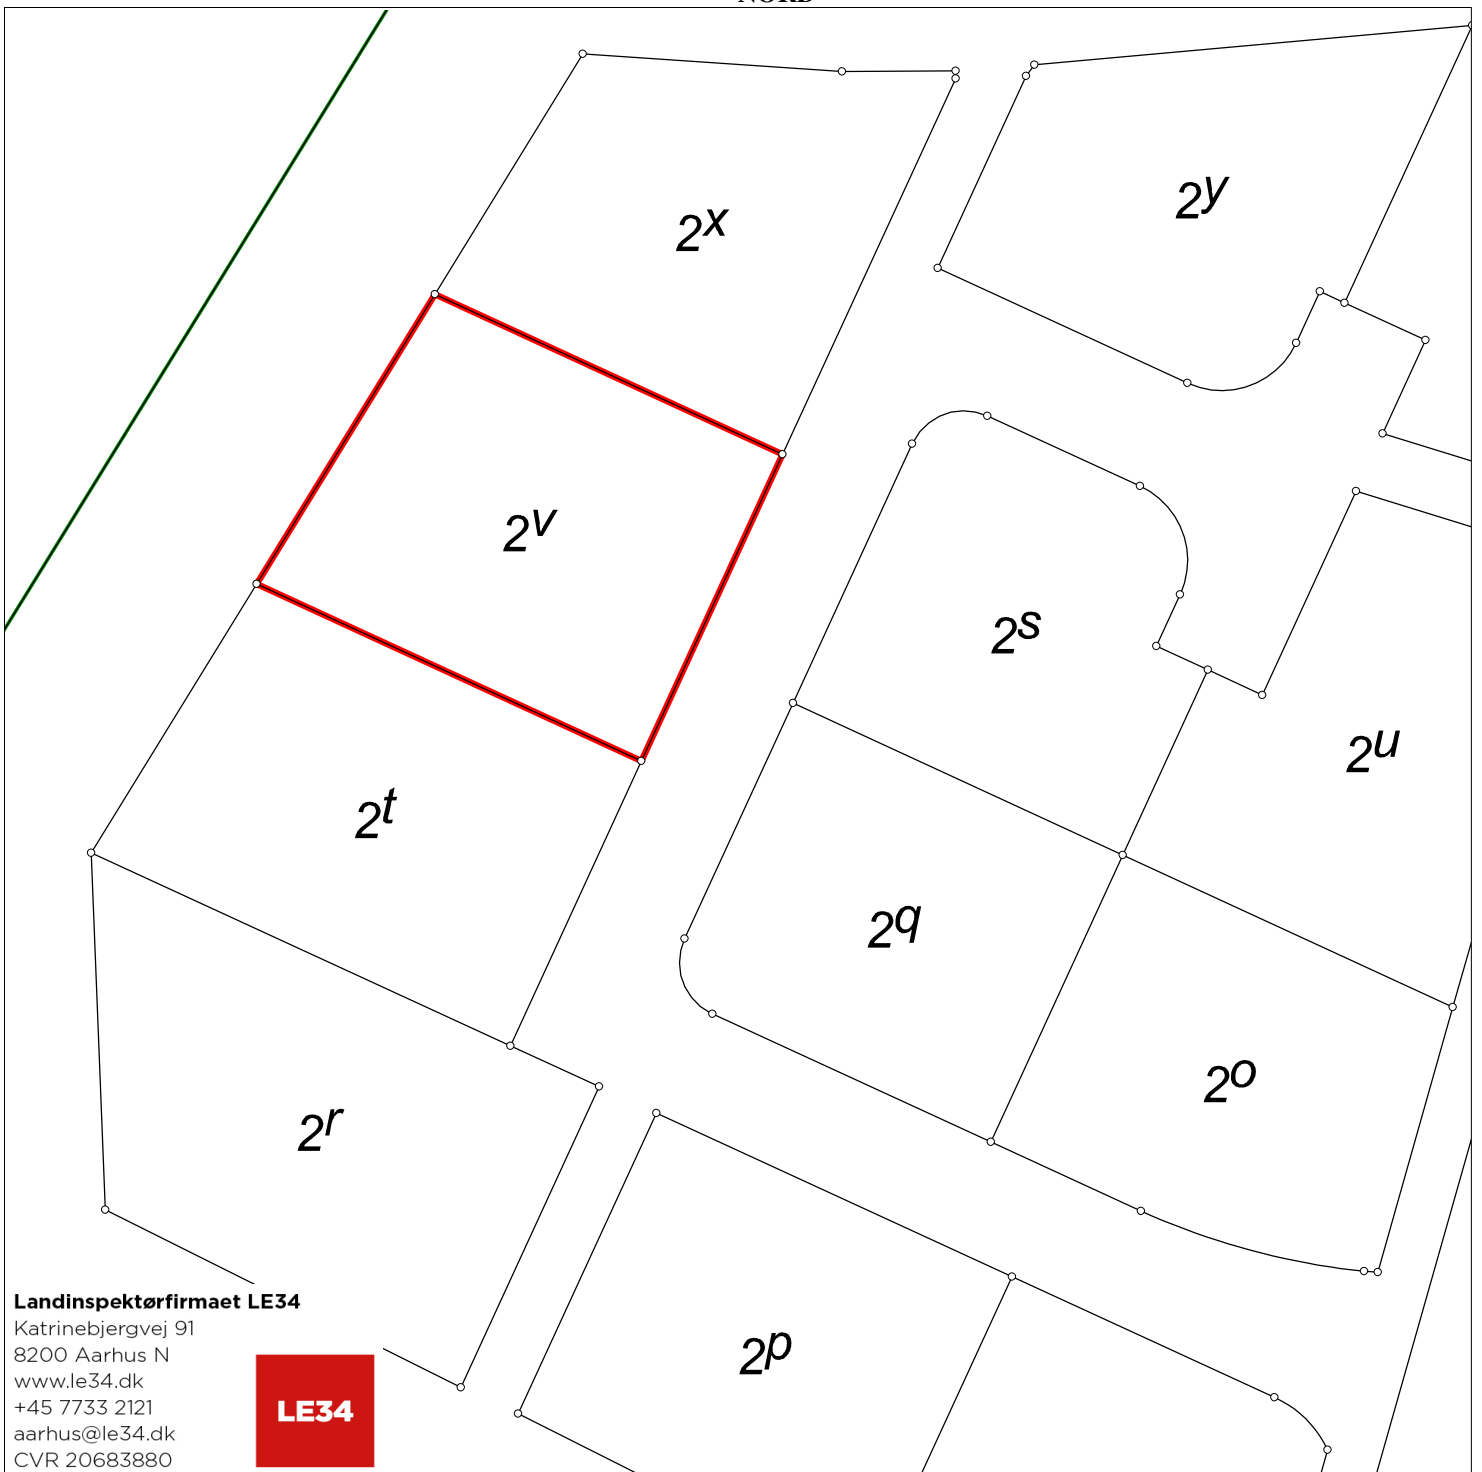 NORD
2x
2y
2v
2s
2u
2t
2q
2o
2r
2p
Landinspektørfirmaet LE34
Katrinebjergvej 91
8200 Aarhus N
www.le34.dk
+45 7733 2121
aarhus@le34.dk
CVR 20683880
LE34